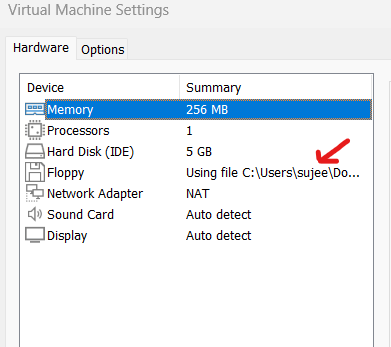 Virtual Machine Settings
Hardware Options
Device Summary
Memory 256 MB
Processors 1
Hard Disk (IDE) 5 GB
Floppy Using file C:\Users\sujee\Do...
Network Adapter NAT
Sound Card Auto detect
Display Auto detect